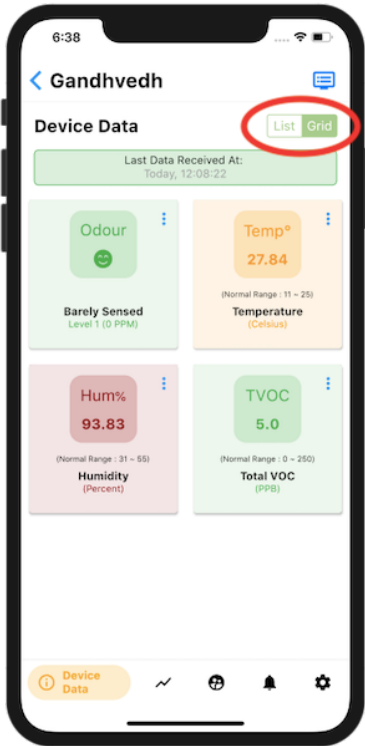 6:38
Gandhvedh
Device Data
List Grid
Last Data Received At:
Today, 12:08:22
Odour
Barely Sensed
Level 1 (0 PPM)
Temp°
27.84
(Normal Range : 11 ~ 25)
Temperature
(Celsius)
Hum%
93.83
(Normal Range : 31 ~ 55)
Humidity
(Percent)
TVOC
5.0
(Normal Range : 0 ~ 250)
Total VOC
(PPB)
Device
Data